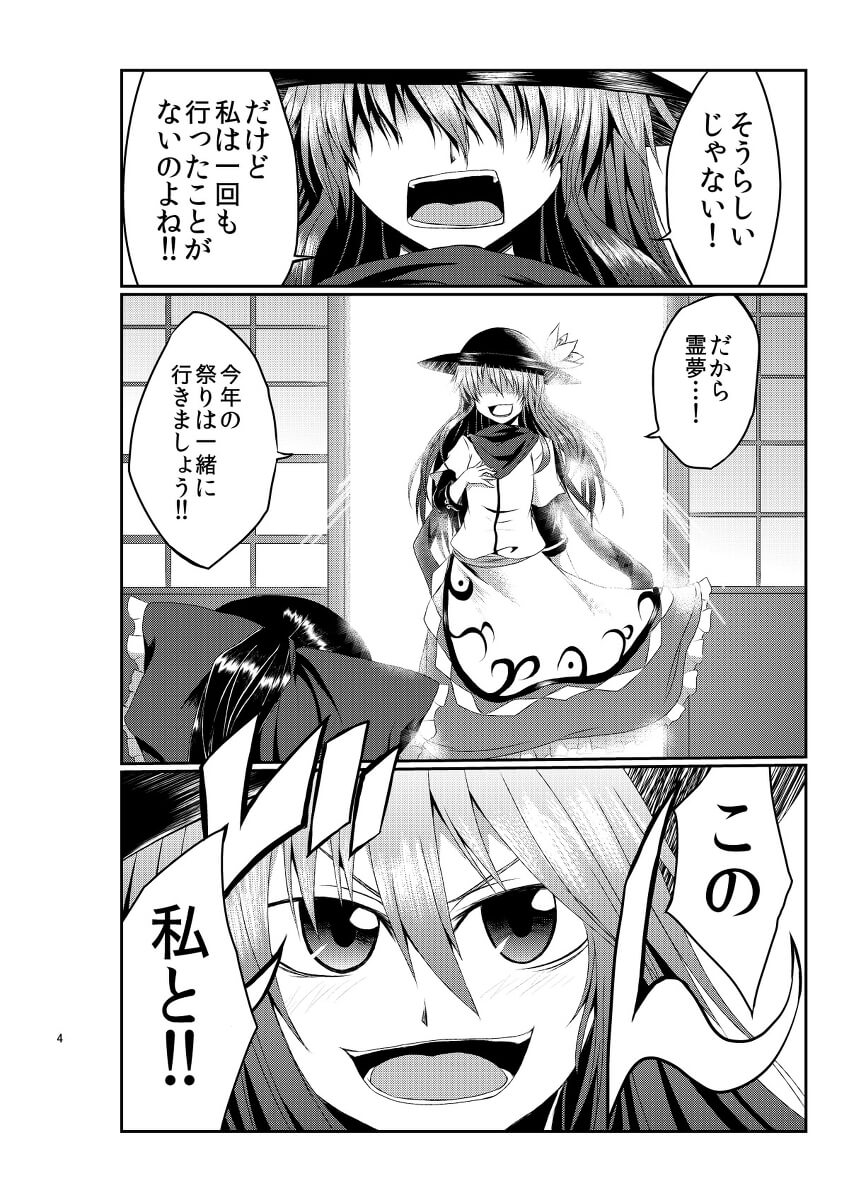 そうらしい
じゃない!
だけど
私は一回も
行ったことが
ないのよね!!
だから
霊夢…!
今年の
祭りは一緒に
行きましょう!!
この
私と!!
4